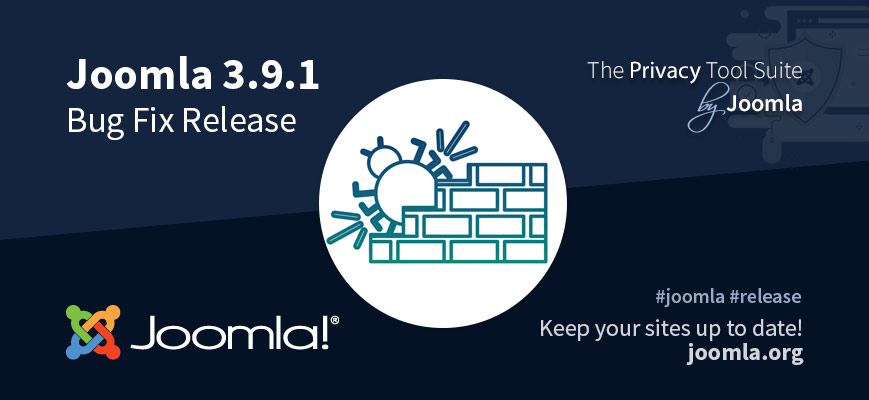 Joomla 3.9.1
Bug Fix Release
The Privacy Tool Suite
by Joomla
Joomla!®
#joomla #release
Keep your sites up to date!
joomla.org